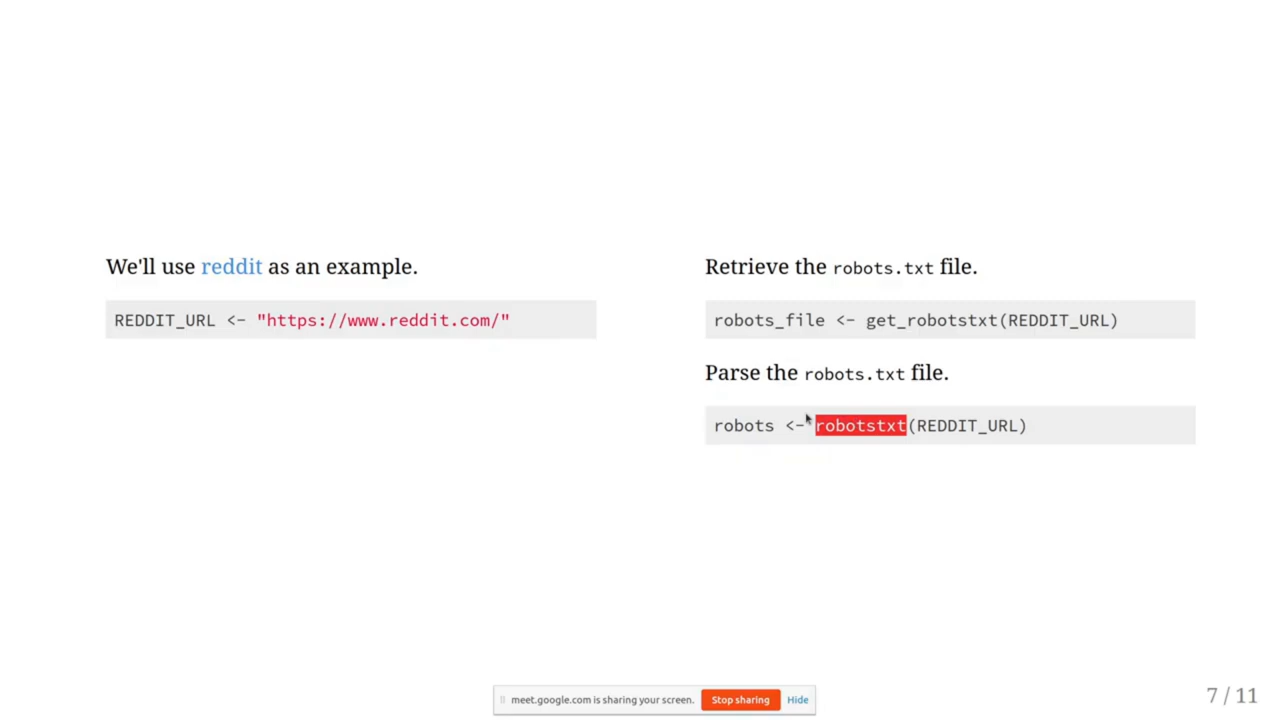 We'll use reddit as an example.
REDDIT_URL <- "https://www.reddit.com/"
Retrieve the robots.txt file.
robots_file <- get_robotstxt(REDDIT_URL)
Parse the robots.txt file.
robots <- robotstxt(REDDIT_URL)
meet.google.com is sharing your screen. Stop sharing Hide
7 / 11